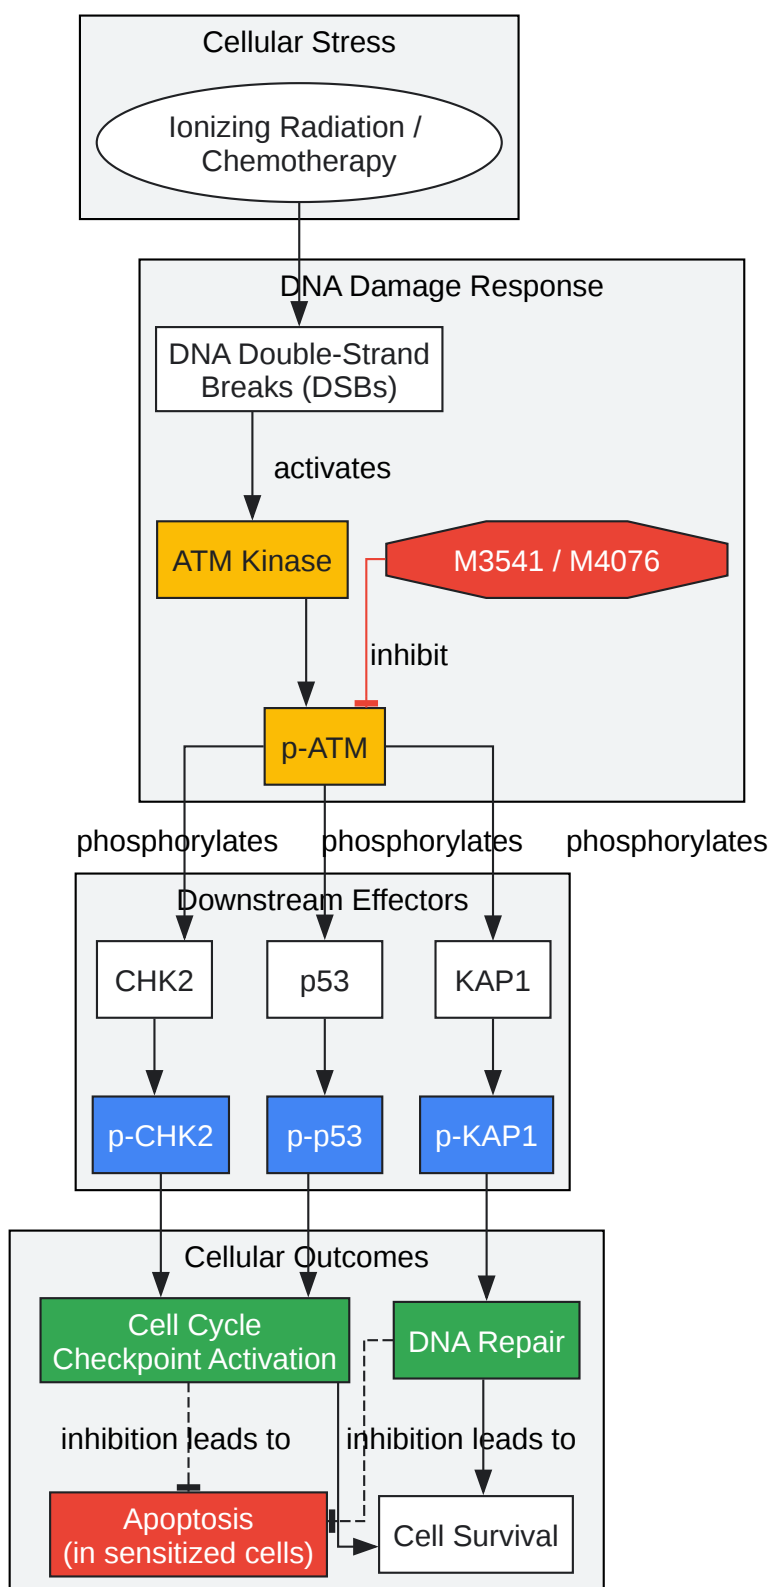 Cellular Stress
Ionizing Radiation /
Chemotherapy
DNA Damage Response
DNA Double-Strand
Breaks (DSBs)
activates
ATM Kinase
M3541 / M4076
inhibit
p-ATM
phosphorylates
phosphorylates
phosphorylates
Downstream Effectors
CHK2
p53
KAP1
p-CHK2
p-p53
p-KAP1
Cellular Outcomes
Cell Cycle
Checkpoint Activation
DNA Repair
inhibition leads to
inhibition leads to
Apoptosis
(in sensitized cells)
Cell Survival